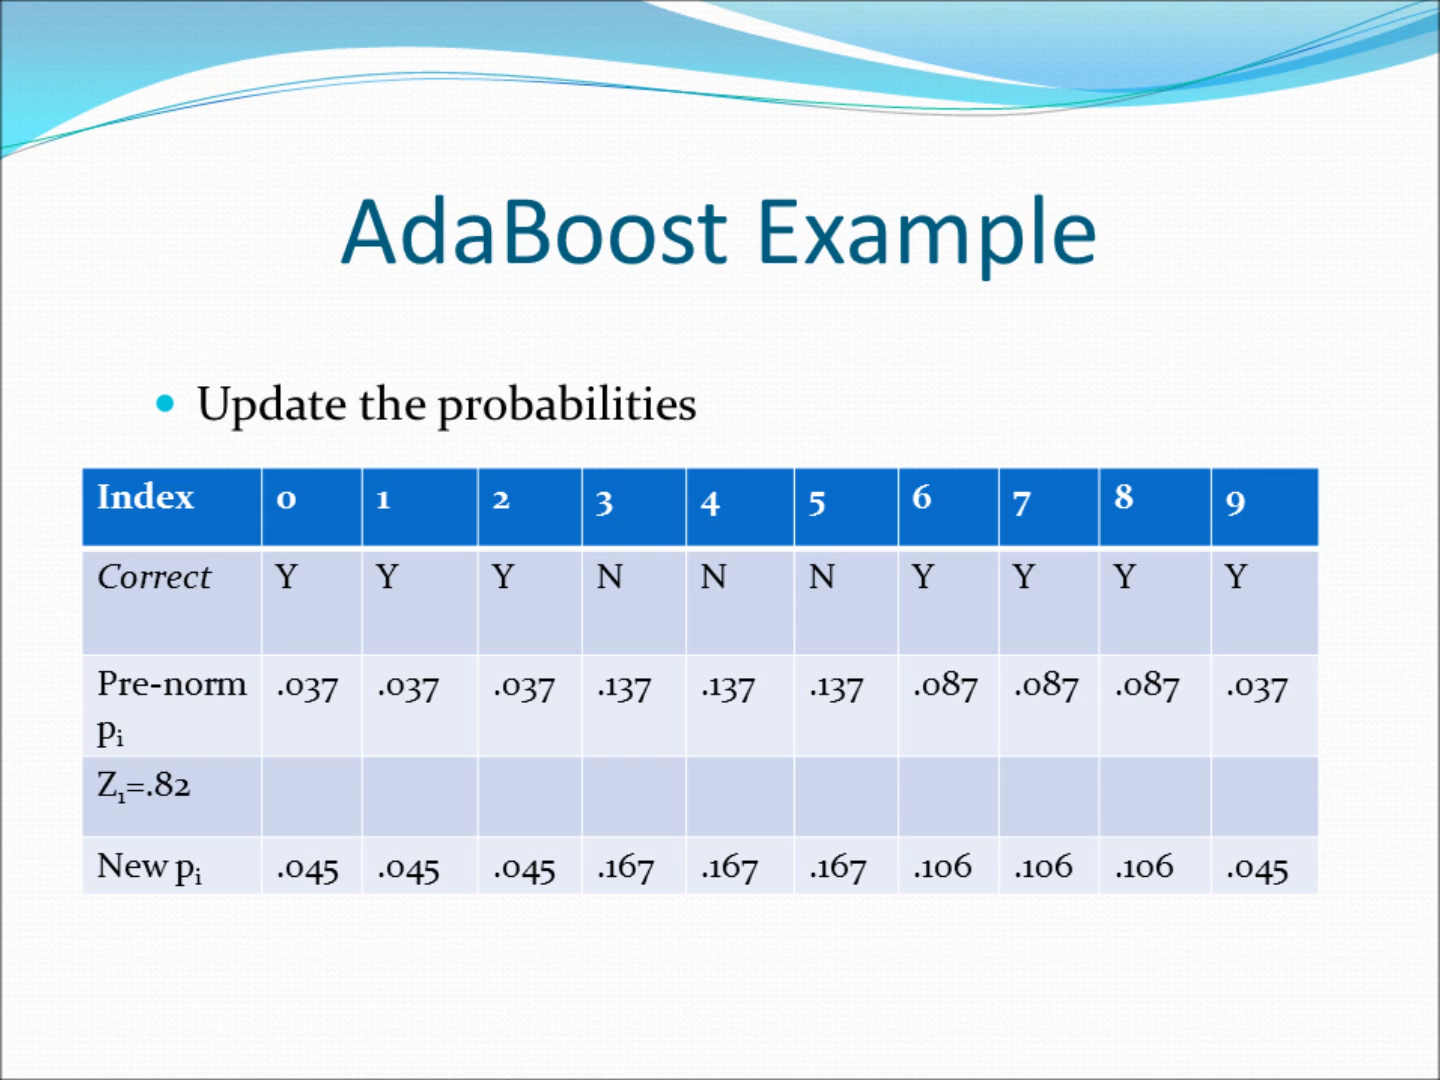 AdaBoost Example
• Update the probabilities
Index 0 1 2 3 4 5 6 7 8 9
Correct Y Y Y N N N Y Y Y Y
Pre-norm .037 .037 .037 .137 .137 .137 .087 .087 .087 .037
pᵢ
Z₁=.82
New pᵢ .045 .045 .045 .167 .167 .167 .106 .106 .106 .045